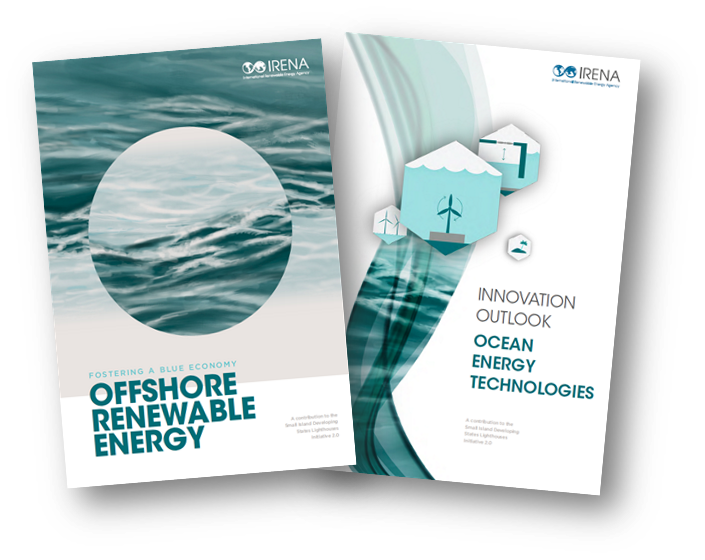 IRENA
International Renewable Energy Agency
FOSTERING A BLUE ECONOMY
OFFSHORE
RENEWABLE
ENERGY
A contribution to the
Small Island Developing
States Lighthouses
Initiative 2.0
IRENA
International Renewable Energy Agency
INNOVATION
OUTLOOK
OCEAN
ENERGY
TECHNOLOGIES
A contribution to the
Small Island Developing
States Lighthouses
Initiative 2.0